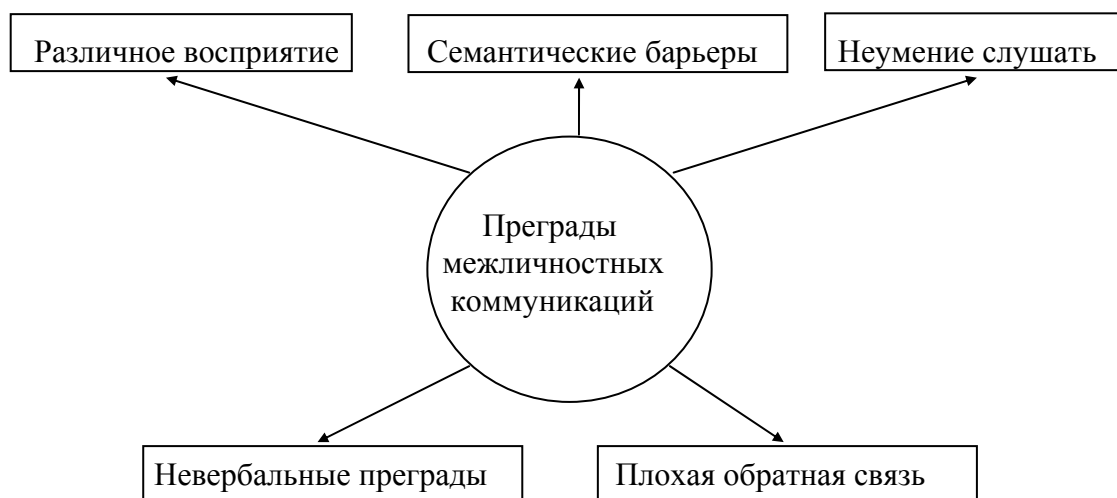 Различное восприятие
Семантические барьеры
Неумение слушать
Преграды
межличностных
коммуникаций
Невербальные преграды
Плохая обратная связь